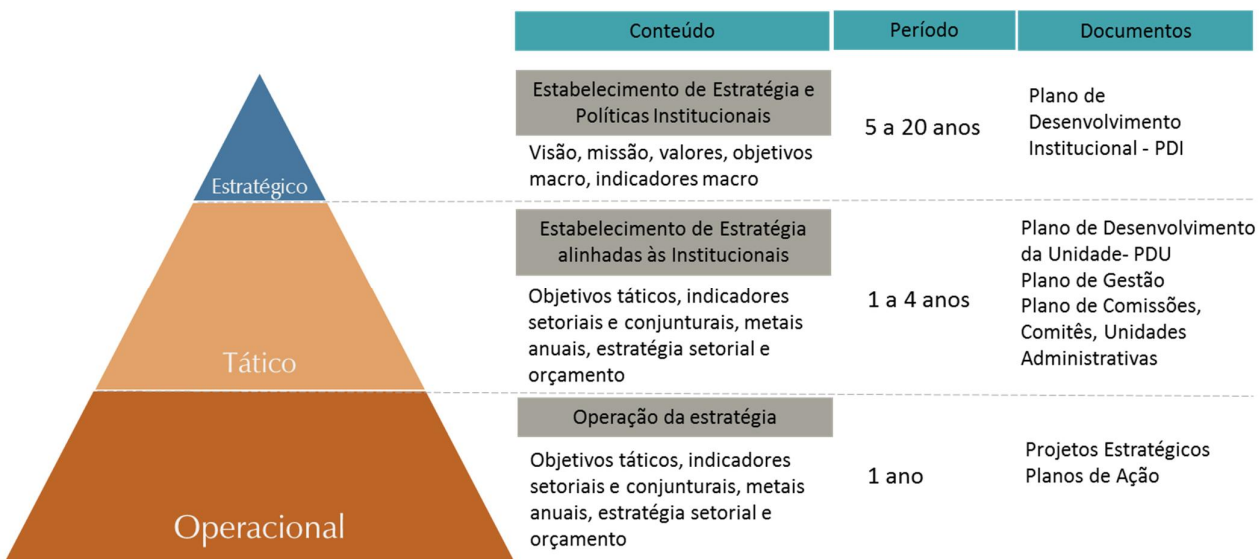 Conteúdo
Período
Documentos
Estratégico
Estabelecimento de Estratégia e
Políticas Institucionais
Visão, missão, valores, objetivos
macro, indicadores macro
5 a 20 anos
Plano de
Desenvolvimento
Institucional - PDI
Tático
Estabelecimento de Estratégia
alinhadas às Institucionais
Objetivos táticos, indicadores
setoriais e conjunturais, metais
anuais, estratégia setorial e
orçamento
1 a 4 anos
Plano de Desenvolvimento
da Unidade- PDU
Plano de Gestão
Plano de Comissões,
Comitês, Unidades
Administrativas
Operacional
Operação da estratégia
Objetivos táticos, indicadores
setoriais e conjunturais, metais
anuais, estratégia setorial e
orçamento
1 ano
Projetos Estratégicos
Planos de Ação